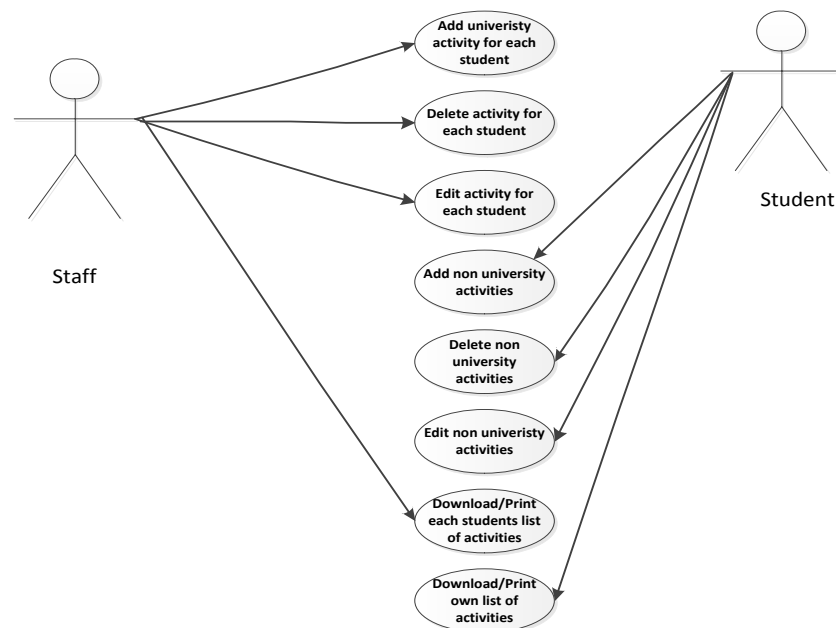 Add univeristy
activity for each
student
Delete activity for
each student
Edit activity for
each student
Add non university
activities
Delete non
university
activities
Edit non univeristy
activities
Download/Print
each students list
of activities
Download/Print
own list of
activities
Staff
Student